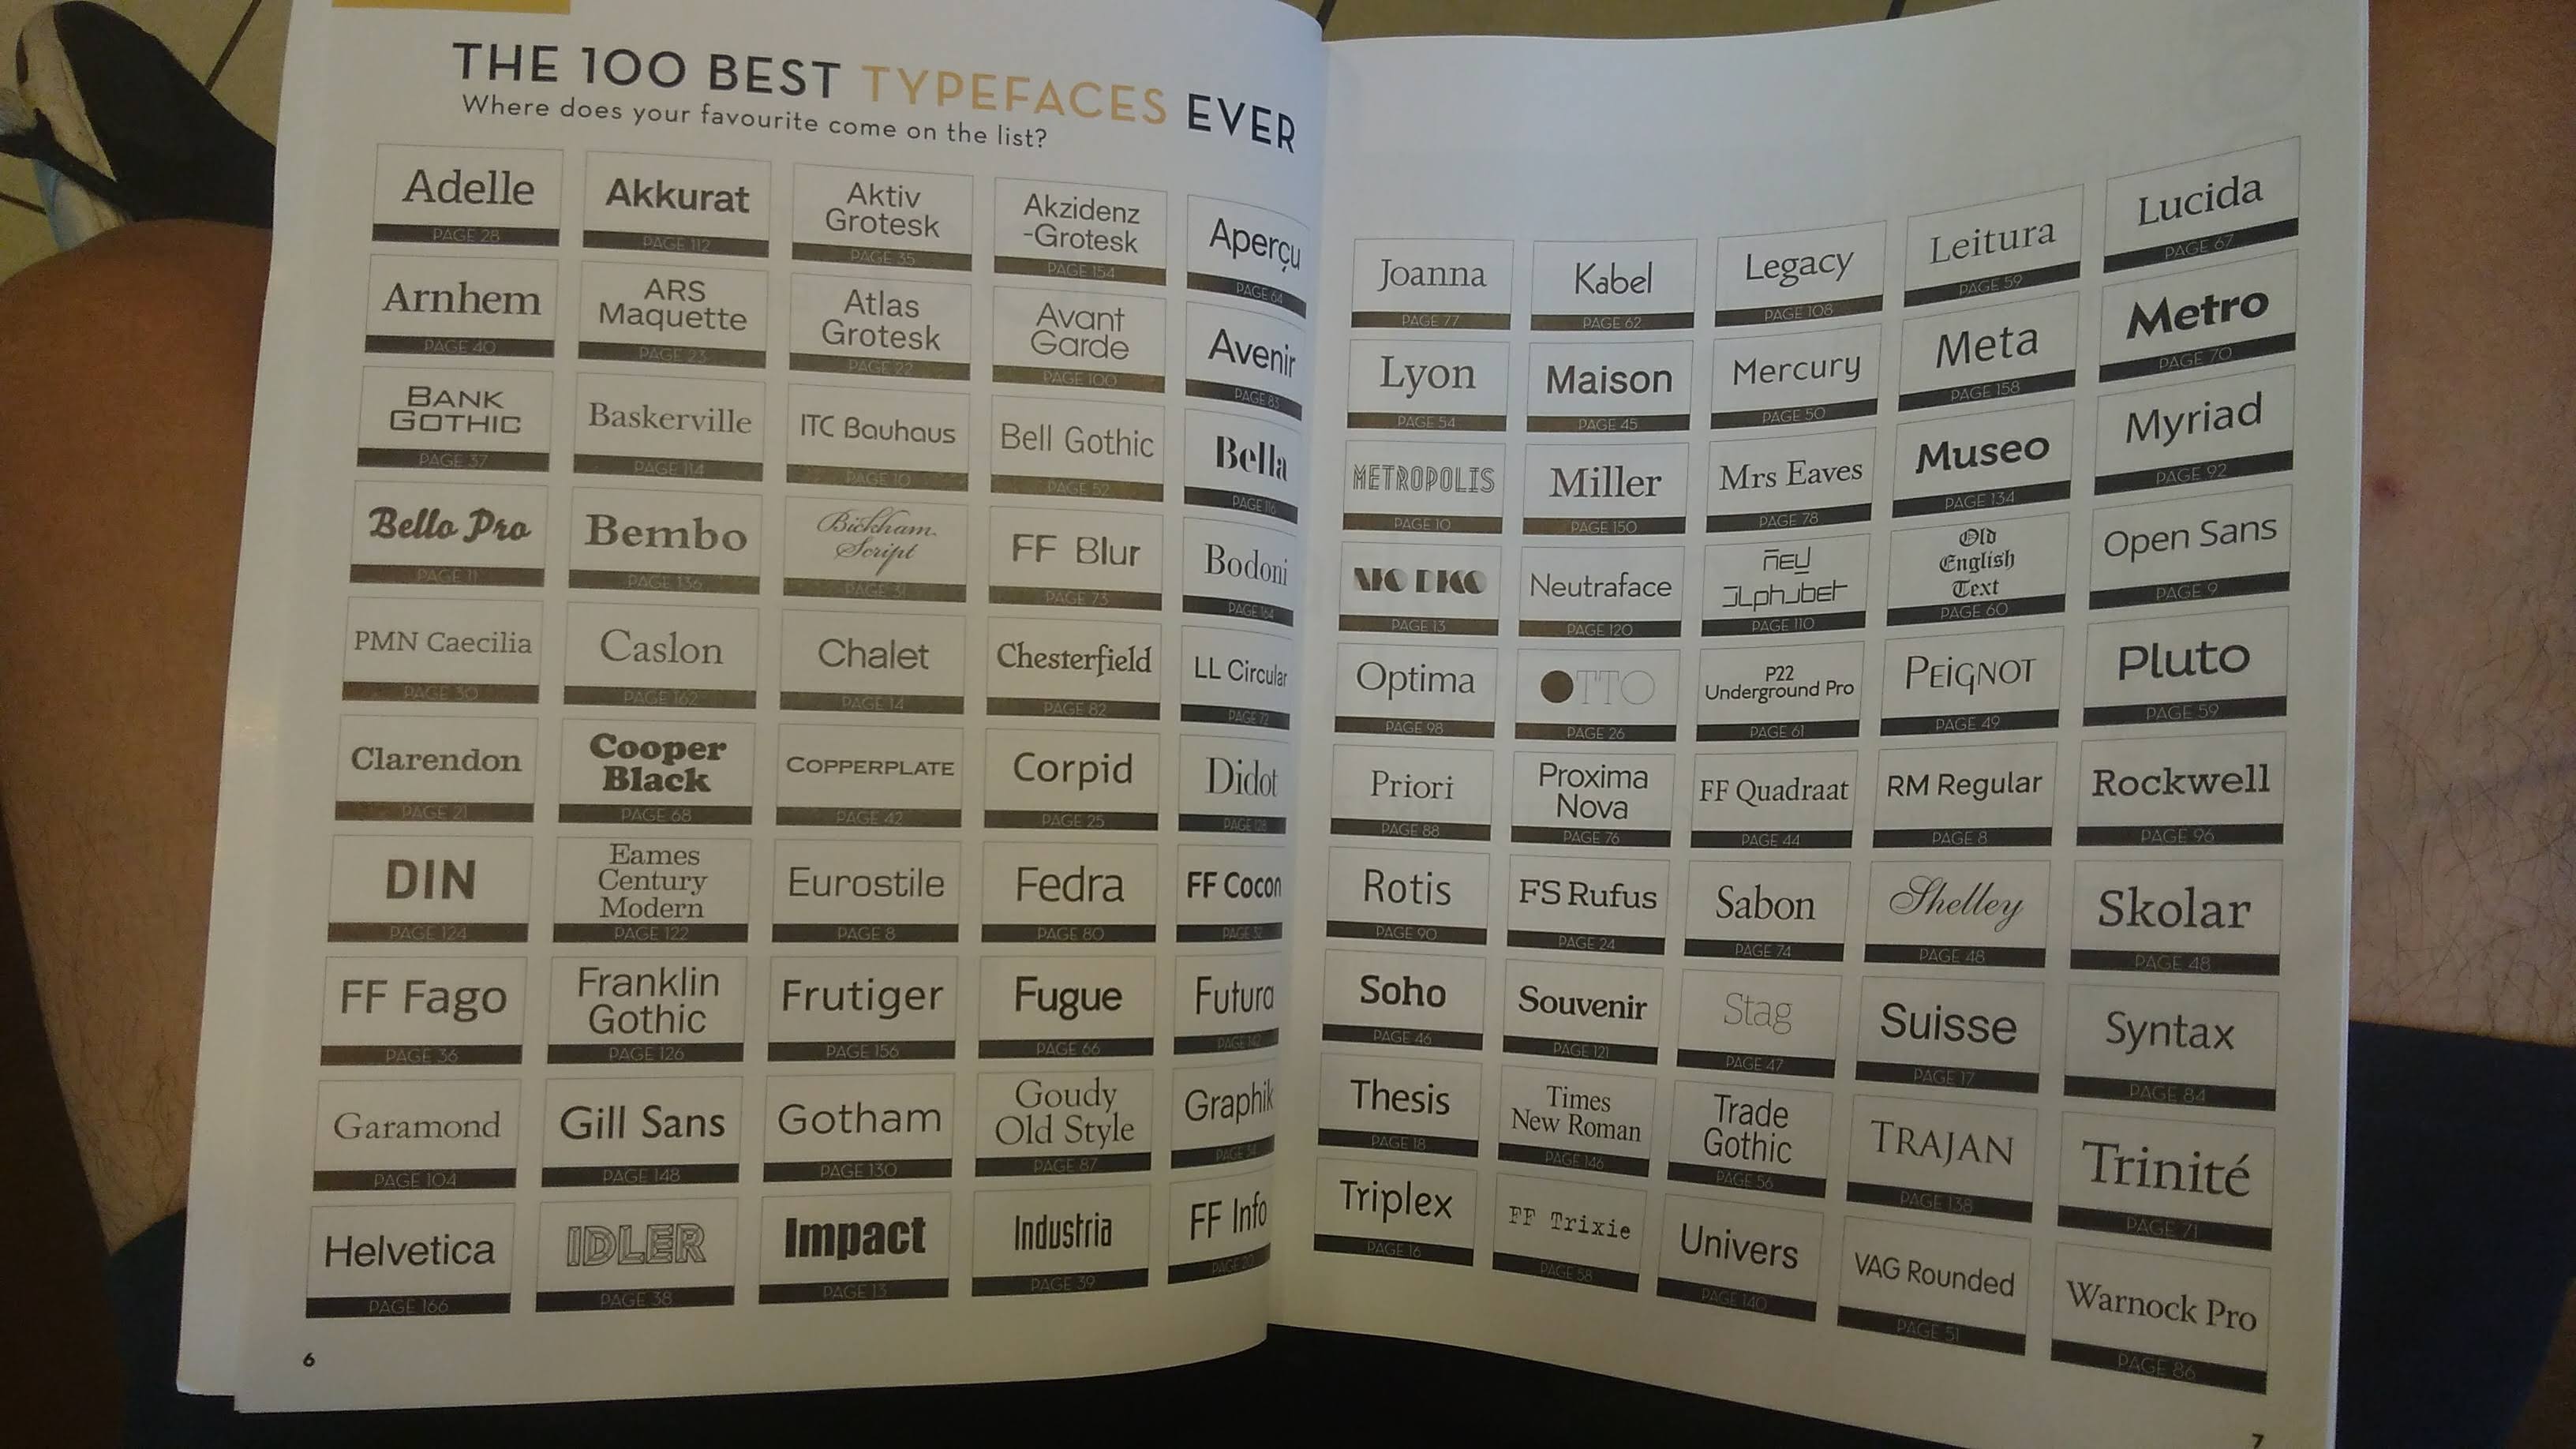 THE 100 BEST TYPEFACES EVER
Where does your favourite come on the list?
Adelle
PAGE 28
Akkurat
PAGE 112
Aktiv
Grotesk
PAGE 35
Akzidenz
-Grotesk
PAGE 154
Aperçu
PAGE 64
Arnhem
PAGE 40
ARS
Maquette
PAGE 23
Atlas
Grotesk
PAGE 22
Avant
Garde
PAGE 100
Avenir
PAGE 83
BANK
GOTHIC
PAGE 37
Baskerville
PAGE 114
ITC Bauhaus
PAGE 10
Bell Gothic
PAGE 52
Bella
PAGE 116
Bello Pro
PAGE 11
Bembo
PAGE 136
Bickham
Script
PAGE 31
FF Blur
PAGE 73
Bodoni
PAGE 164
PMN Caecilia
PAGE 30
Caslon
PAGE 162
Chalet
PAGE 14
Chesterfield
PAGE 82
LL Circular
PAGE 72
Clarendon
PAGE 21
Cooper
Black
PAGE 68
COPPERPLATE
PAGE 42
Corpid
PAGE 25
Didot
PAGE 128
DIN
PAGE 124
Eames
Century
Modern
PAGE 122
Eurostile
PAGE 8
Fedra
PAGE 80
FF Cocon
PAGE 32
FF Fago
PAGE 36
Franklin
Gothic
PAGE 126
Frutiger
PAGE 156
Fugue
PAGE 66
Futura
PAGE 142
Garamond
PAGE 104
Gill Sans
PAGE 148
Gotham
PAGE 130
Goudy
Old Style
PAGE 87
Graphik
PAGE 34
Helvetica
PAGE 166
IDLER
PAGE 38
Impact
PAGE 13
Industria
PAGE 39
FF Info
PAGE 20
6
Joanna
PAGE 77
Kabel
PAGE 62
Legacy
PAGE 108
Leitura
PAGE 59
Lucida
PAGE 67
Lyon
PAGE 54
Maison
PAGE 45
Mercury
PAGE 50
Meta
PAGE 158
Metro
PAGE 70
METROPOLIS
PAGE 10
Miller
PAGE 150
Mrs Eaves
PAGE 78
Museo
PAGE 134
Myriad
PAGE 92
PAGE 13
Neutraface
PAGE 120
neu
alphabet
PAGE 110
Old
English
Text
PAGE 60
Open Sans
PAGE 9
Optima
PAGE 98
OTTO
PAGE 26
P22
Underground Pro
PAGE 61
PEIGNOT
PAGE 49
Pluto
PAGE 59
Priori
PAGE 88
Proxima
Nova
PAGE 76
FF Quadraat
PAGE 44
RM Regular
PAGE 8
Rockwell
PAGE 96
Rotis
PAGE 90
FS Rufus
PAGE 24
Sabon
PAGE 74
Shelley
PAGE 48
Skolar
PAGE 48
Soho
PAGE 46
Souvenir
PAGE 121
Stag
PAGE 47
Suisse
PAGE 17
Syntax
PAGE 84
Thesis
PAGE 18
Times
New Roman
PAGE 146
Trade
Gothic
PAGE 56
TRAJAN
PAGE 138
Trinité
PAGE 71
Triplex
PAGE 16
FF Trixie
PAGE 58
Univers
PAGE 140
VAG Rounded
PAGE 51
Warnock Pro
PAGE 86
7